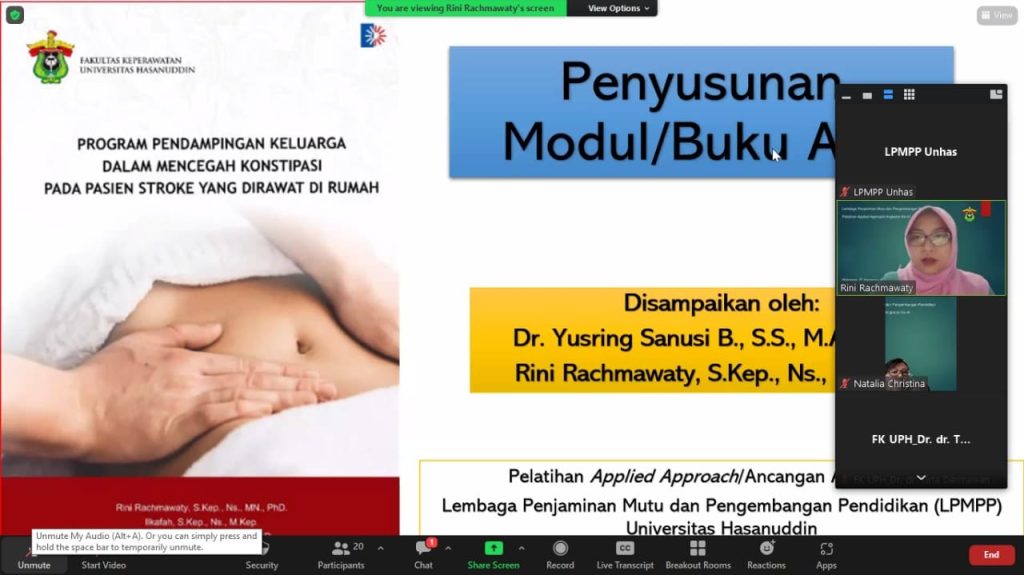 You are viewing Rini Rachmawaty's screen
View Options
View
FAKULTAS KEPERAWATAN
UNIVERSITAS HASANUDDIN
PROGRAM PENDAMPINGAN KELUARGA
DALAM MENCEGAH KONSTIPASI
PADA PASIEN STROKE YANG DIRAWAT DI RUMAH
Rini Rachmawaty, S.Kep., Ns., MN., PhD.
Ilkafah, S.Kep., Ns., M.Kep.
Penyusunan
Modul/Buku A
Disampaikan oleh:
Dr. Yusring Sanusi B., S.S., M.A
Rini Rachmawaty, S.Kep., Ns.,
Pelatihan Applied Approach/Ancangan
Lembaga Penjaminan Mutu dan Pengembangan Pendidikan (LPMPP)
Universitas Hasanuddin
LPMPP Unhas
LPMPP Unhas
Rini Rachmawaty
Natalia Christina
FK UPH_Dr. dr. T...
Unmute My Audio (Alt+A). Or you can simply press and
hold the space bar to temporarily unmute.
Unmute
Start Video
Security
Participants
20
Chat
1
Share Screen
Record
CC
Live Transcript
Breakout Rooms
Reactions
Apps
End